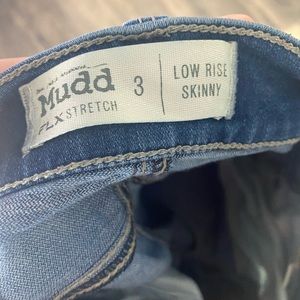 Mudd
FLX STRETCH
3
LOW RISE
SKINNY